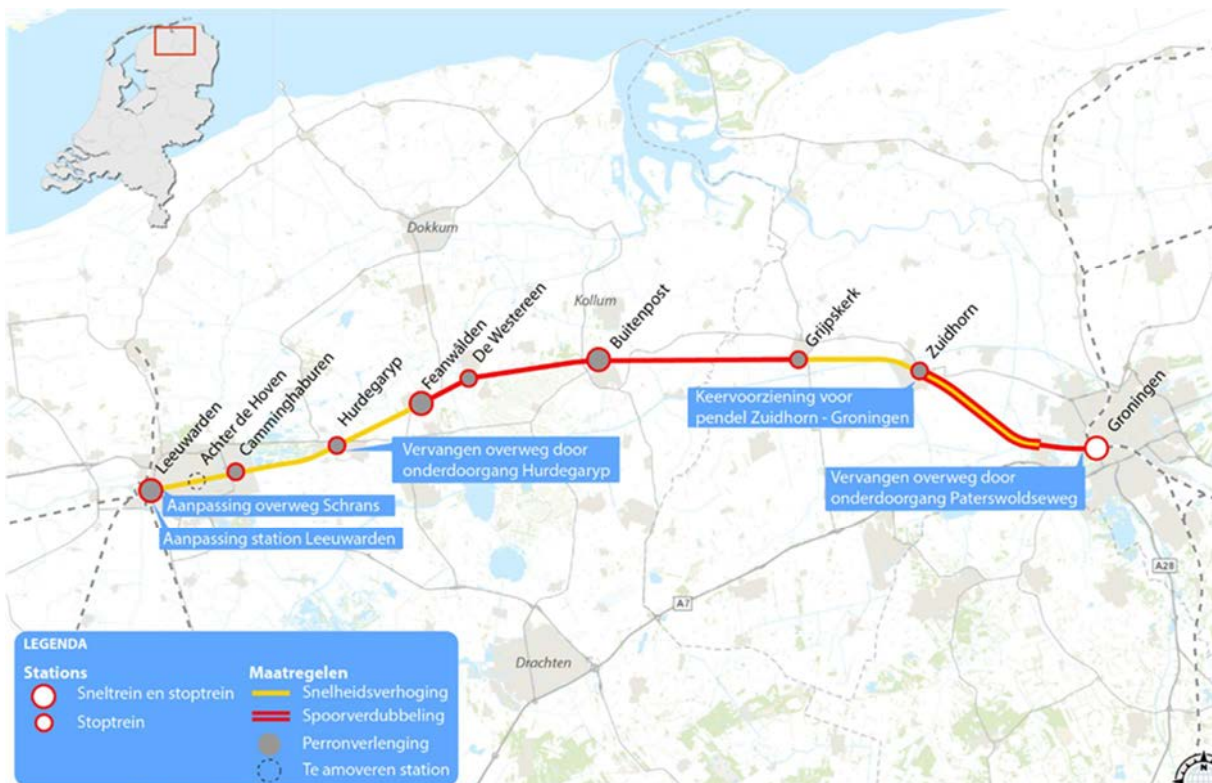 Dokkum
Kollum
Buitenpost
Gripskerk
De Westereen
Feanwâlden
Zuidhorn
Hurdegaryp
Camminghaburen
Achter de Hoven
Leeuwarden
Groningen
Keervoorziening voor
pendel Zuidhorn - Groningen
Vervangen overweg door
onderdoorgang Hurdegaryp
Vervangen overweg door
onderdoorgang Paterswoldseweg
Aanpassing overweg Schrans
Aanpassing station Leeuwarden
A28
A7
Drachten
LEGENDA
Stations
Sneltrein en stoptrein
Stoptrein
Maatregelen
Snelheidsverhoging
Spoorverdubbeling
Perronverlenging
Te amoveren station
N